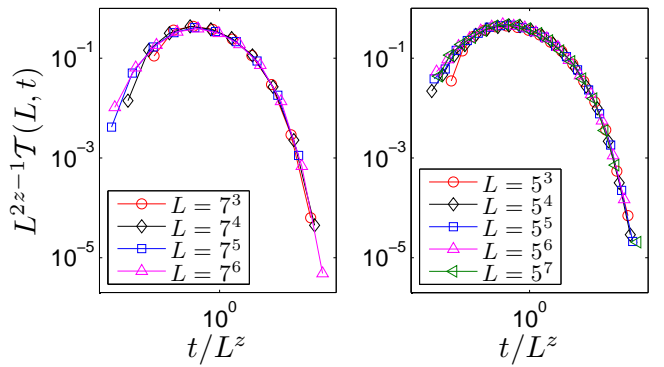 L^{2z-1}𝒯(L, t)
10^{-1}
10^{-3}
10^{-5}
L = 7^3
L = 7^4
L = 7^5
L = 7^6
10^0
t/L^z
10^{-1}
10^{-3}
10^{-5}
L = 5^3
L = 5^4
L = 5^5
L = 5^6
L = 5^7
10^0
t/L^z